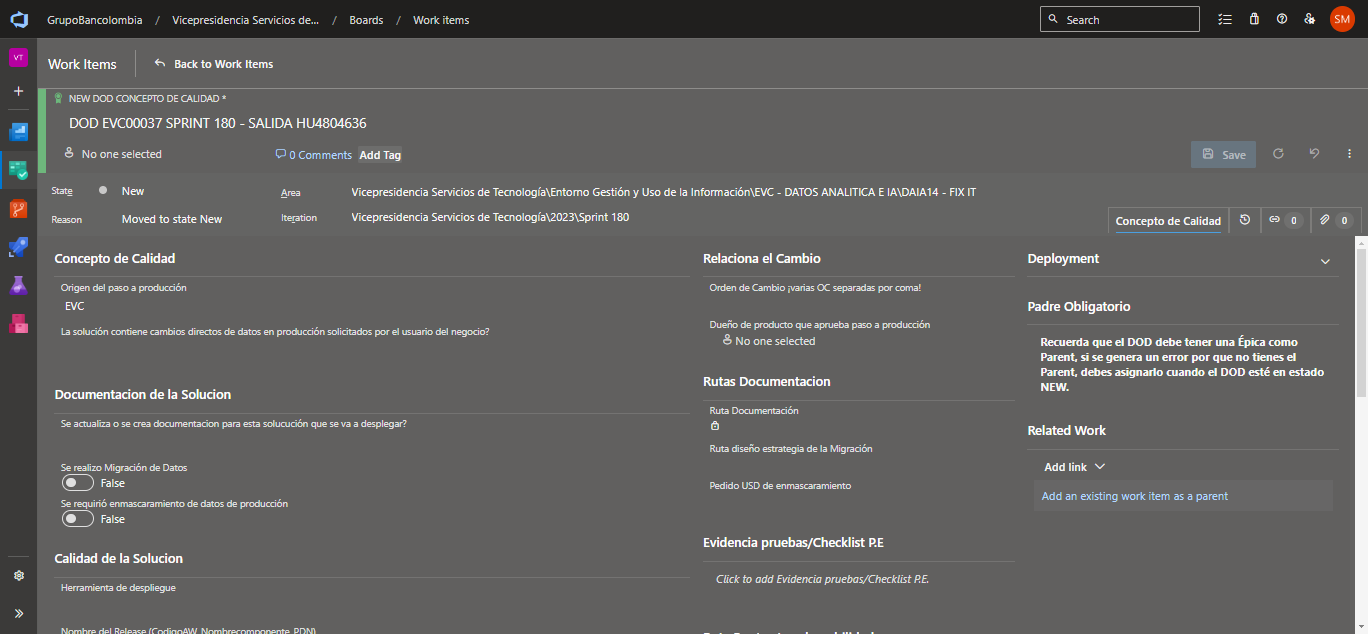 GrupoBancolombia / Vicepresidencia Servicios de... / Boards / Work items
Search
SM
VT
Work Items
Back to Work Items
NEW DOD CONCEPTO DE CALIDAD *
DOD EVC00037 SPRINT 180 - SALIDA HU4804636
No one selected
0 Comments
Add Tag
Save
State
New
Area
Vicepresidencia Servicios de Tecnología\Entorno Gestión y Uso de la Información\EVC - DATOS ANALITICA E IA\DAIA14 - FIX IT
Reason
Moved to state New
Iteration
Vicepresidencia Servicios de Tecnología\2023\Sprint 180
Concepto de Calidad
0
0
Concepto de Calidad
Origen del paso a producción
EVC
La solución contiene cambios directos de datos en producción solicitados por el usuario del negocio?
Documentacion de la Solucion
Se actualiza o se crea documentacion para esta solucución que se va a desplegar?
Se realizo Migración de Datos
False
Se requirió enmascaramiento de datos de producción
False
Calidad de la Solucion
Herramienta de despliegue
Nombre del Release (CodigoAW_Nombrecomponente_PDN)
Relaciona el Cambio
Orden de Cambio ¡varias OC separadas por coma!
Dueño de producto que aprueba paso a producción
No one selected
Rutas Documentacion
Ruta Documentación
Ruta diseño estrategia de la Migración
Pedido USD de enmascaramiento
Evidencia pruebas/Checklist P.E
Click to add Evidencia pruebas/Checklist P.E.
Deployment
Padre Obligatorio
Recuerda que el DOD debe tener una Épica como
Parent, si se genera un error por que no tienes el
Parent, debes asignarlo cuando el DOD esté en estado
NEW.
Related Work
Add link
Add an existing work item as a parent